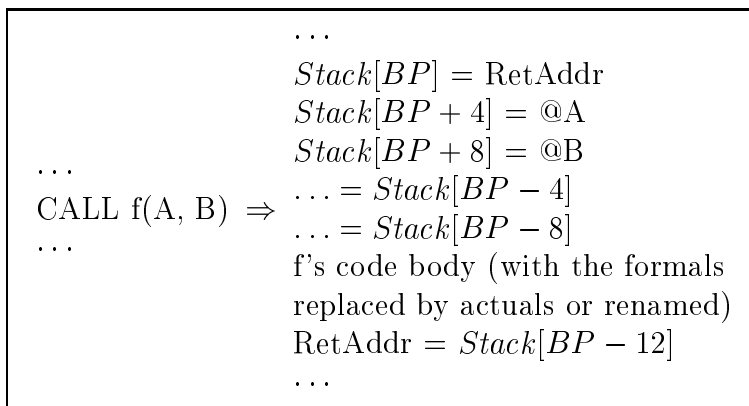 ...
CALL f(A, B) ⇒
...
...
Stack[BP] = RetAddr
Stack[BP + 4] = @A
Stack[BP + 8] = @B
... = Stack[BP − 4]
... = Stack[BP − 8]
f's code body (with the formals
replaced by actuals or renamed)
RetAddr = Stack[BP − 12]
...